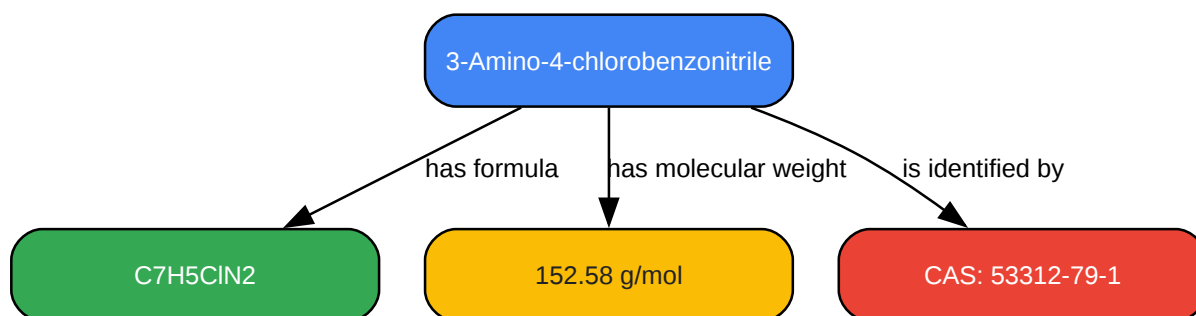 3-Amino-4-chlorobenzonitrile
has formula
has molecular weight
is identified by
C7H5ClN2
152.58 g/mol
CAS: 53312-79-1